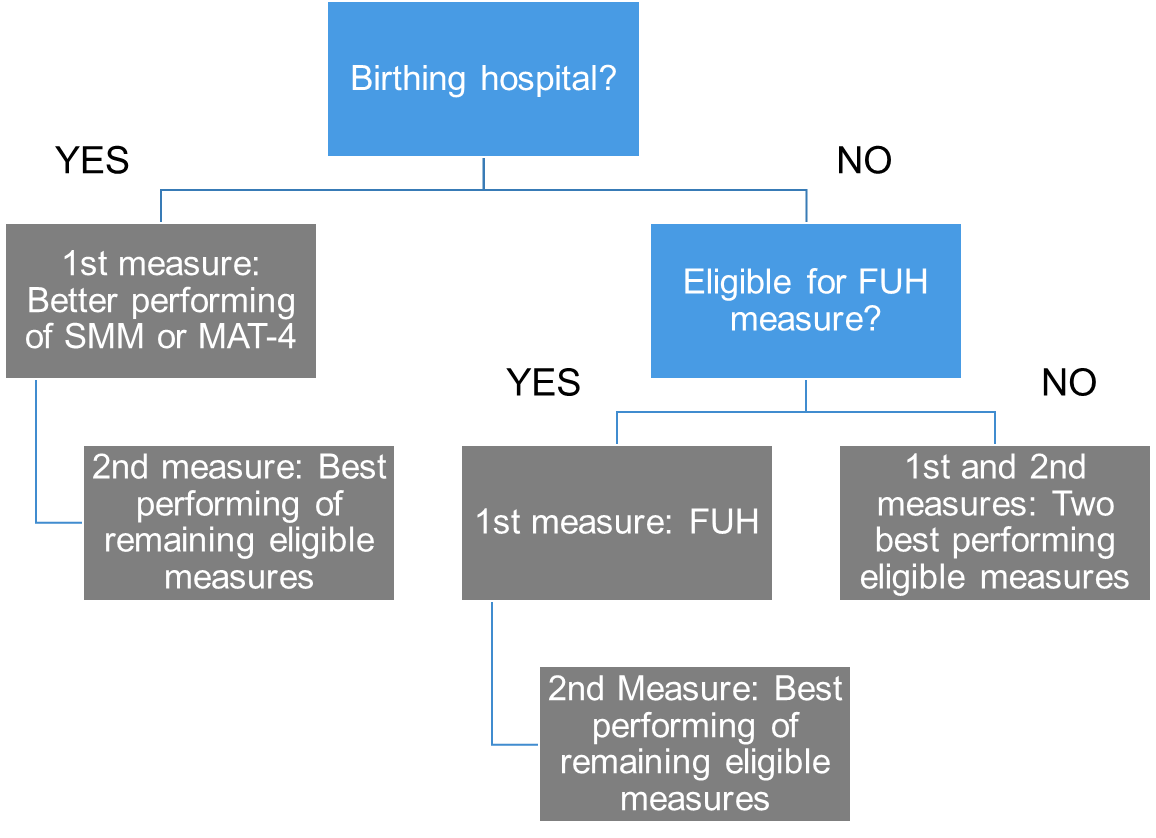 Birthing hospital?
YES
NO
1st measure:
Better performing
of SMM or MAT-4
Eligible for FUH
measure?
YES
NO
2nd measure: Best
performing of
remaining eligible
measures
1st measure: FUH
1st and 2nd
measures: Two
best performing
eligible measures
2nd Measure: Best
performing of
remaining eligible
measures